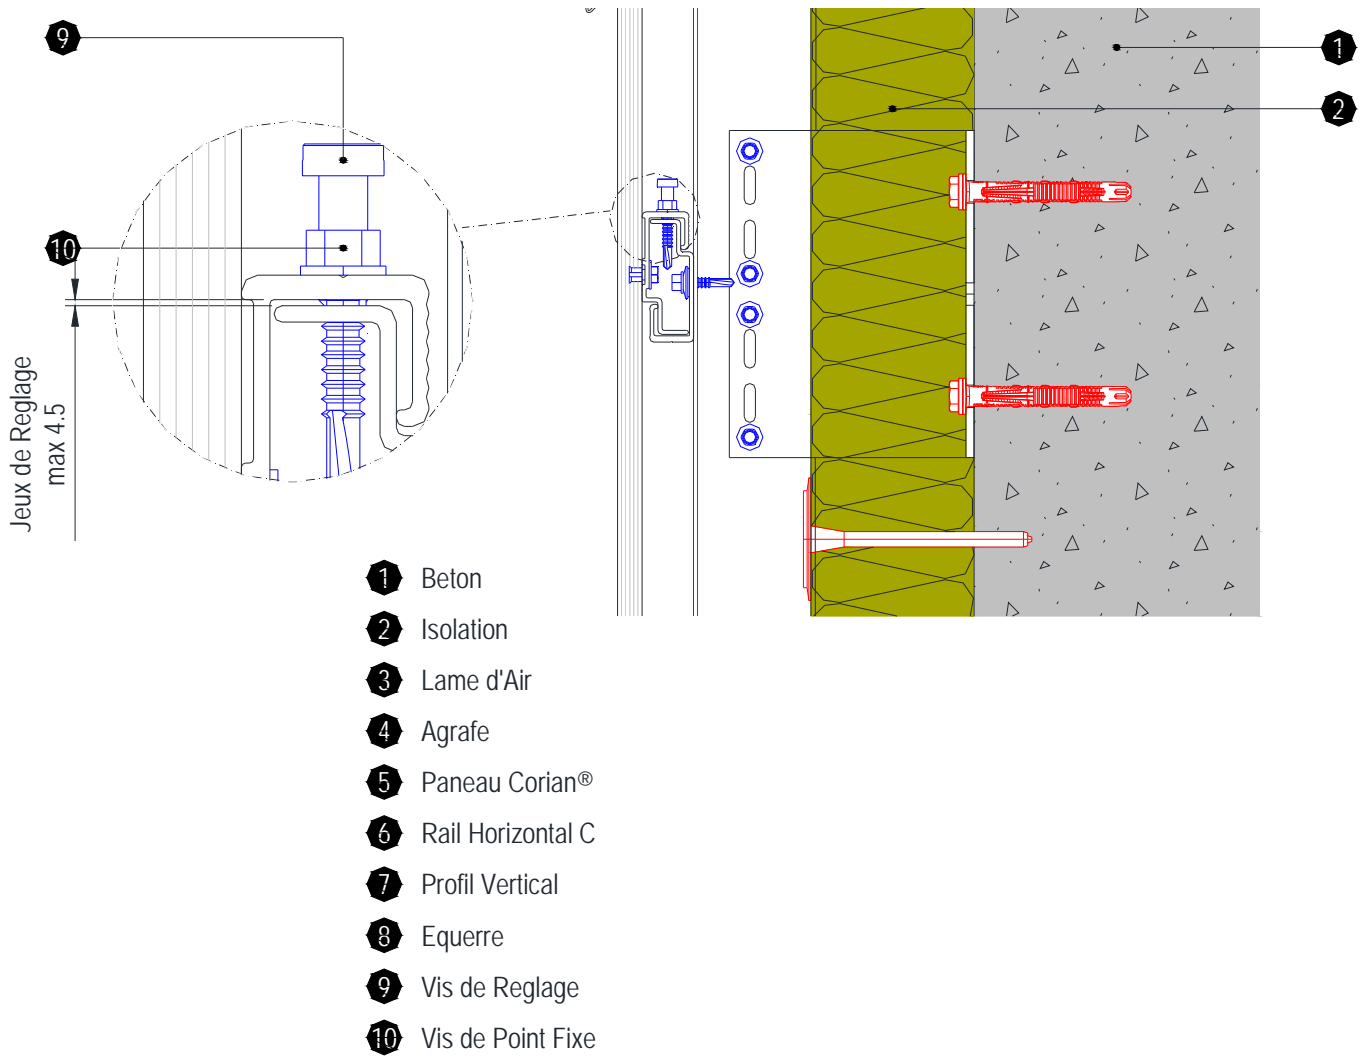 9
1
2
10
Jeux de Reglage
max 4.5
1 Beton
2 Isolation
3 Lame d'Air
4 Agrafe
5 Paneau Corian®
6 Rail Horizontal C
7 Profil Vertical
8 Equerre
9 Vis de Reglage
10 Vis de Point Fixe